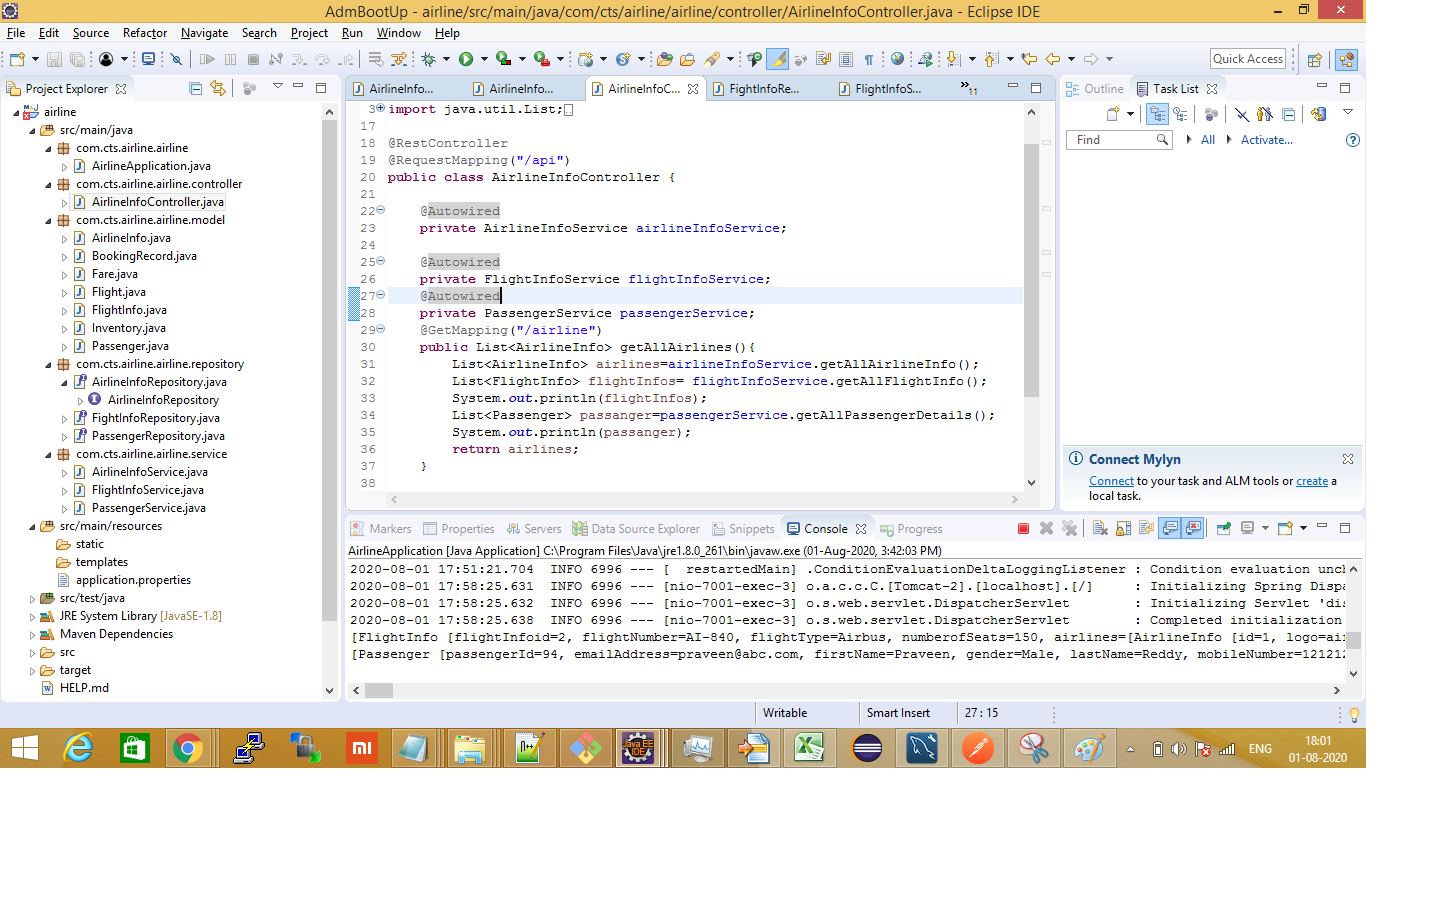 AdmBootUp - airline/src/main/java/com/cts/airline/airline/controller/AirlineInfoController.java - Eclipse IDE
File Edit Source Refactor Navigate Search Project Run Window Help
Quick Access
Project Explorer
airline
src/main/java
com.cts.airline.airline
AirlineApplication.java
com.cts.airline.airline.controller
AirlineInfoController.java
com.cts.airline.airline.model
AirlineInfo.java
BookingRecord.java
Fare.java
Flight.java
FlightInfo.java
Inventory.java
Passenger.java
com.cts.airline.airline.repository
AirlineInfoRepository.java
AirlineInfoRepository
FightInfoRepository.java
PassengerRepository.java
com.cts.airline.airline.service
AirlineInfoService.java
FlightInfoService.java
PassengerService.java
src/main/resources
static
templates
application.properties
src/test/java
JRE System Library [JavaSE-1.8]
Maven Dependencies
src
target
HELP.md
AirlineInfo... AirlineInfo... AirlineInfoC... FightInfoRe... FlightInfoS... »11
3 import java.util.List;
17
18 @RestController
19 @RequestMapping("/api")
20 public class AirlineInfoController {
21
22 @Autowired
23 private AirlineInfoService airlineInfoService;
24
25 @Autowired
26 private FlightInfoService flightInfoService;
27 @Autowired
28 private PassengerService passengerService;
29 @GetMapping("/airline")
30 public List<AirlineInfo> getAllAirlines(){
31 List<AirlineInfo> airlines=airlineInfoService.getAllAirlineInfo();
32 List<FlightInfo> flightInfos= flightInfoService.getAllFlightInfo();
33 System.out.println(flightInfos);
34 List<Passenger> passanger=passengerService.getAllPassengerDetails();
35 System.out.println(passanger);
36 return airlines;
37 }
38
Outline Task List
Find All Activate...
Connect Mylyn
Connect to your task and ALM tools or create a
local task.
Markers Properties Servers Data Source Explorer Snippets Console Progress
AirlineApplication [Java Application] C:\Program Files\Java\jre1.8.0_261\bin\javaw.exe (01-Aug-2020, 3:42:03 PM)
2020-08-01 17:51:21.704 INFO 6996 --- [ restartedMain] .ConditionEvaluationDeltaLoggingListener : Condition evaluation unch
2020-08-01 17:58:25.631 INFO 6996 --- [nio-7001-exec-3] o.a.c.c.C.[Tomcat-2].[localhost].[/] : Initializing Spring Dispa
2020-08-01 17:58:25.632 INFO 6996 --- [nio-7001-exec-3] o.s.web.servlet.DispatcherServlet : Initializing Servlet 'dis
2020-08-01 17:58:25.638 INFO 6996 --- [nio-7001-exec-3] o.s.web.servlet.DispatcherServlet : Completed initialization
[FlightInfo [flightInfoid=2, flightNumber=AI-840, flightType=Airbus, numberofSeats=150, airlines=[AirlineInfo [id=1, logo=air
[Passenger [passengerId=94, emailAddress=praveen@abc.com, firstName=Praveen, gender=Male, lastName=Reddy, mobileNumber=121212
Writable Smart Insert 27 : 15
mi
n++
Java EE
IDE
ENG
18:01
01-08-2020